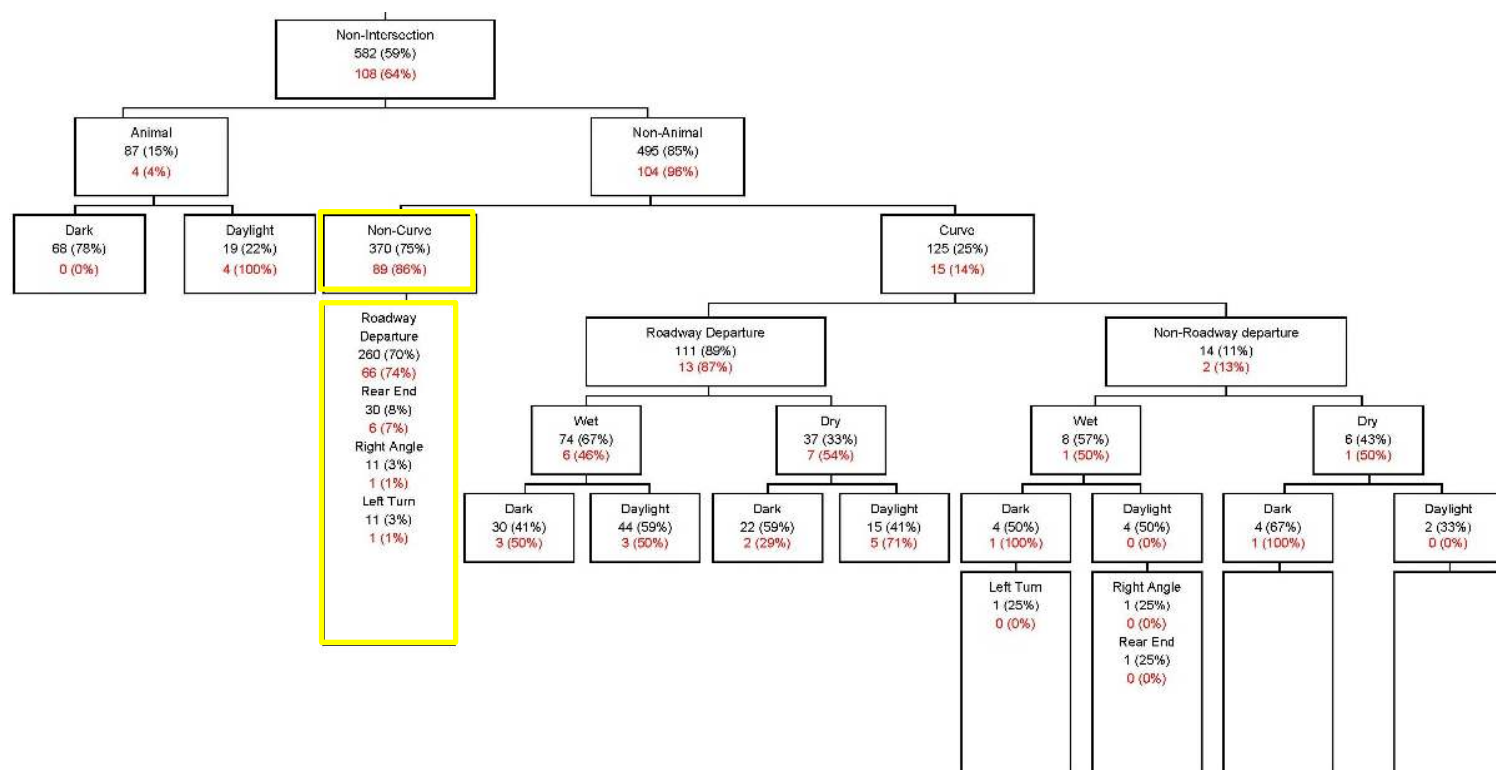 Non-Intersection
582 (59%)
108 (64%)
Animal
87 (15%)
4 (4%)
Non-Animal
495 (85%)
104 (96%)
Dark
68 (78%)
0 (0%)
Daylight
19 (22%)
4 (100%)
Non-Curve
370 (75%)
89 (86%)
Curve
125 (25%)
15 (14%)
Roadway
Departure
260 (70%)
66 (74%)
Rear End
30 (8%)
6 (7%)
Right Angle
11 (3%)
1 (1%)
Left Turn
11 (3%)
1 (1%)
Roadway Departure
111 (89%)
13 (87%)
Non-Roadway departure
14 (11%)
2 (13%)
Wet
74 (67%)
6 (46%)
Dry
37 (33%)
7 (54%)
Wet
8 (57%)
1 (50%)
Dry
6 (43%)
1 (50%)
Dark
30 (41%)
3 (50%)
Daylight
44 (59%)
3 (50%)
Dark
22 (59%)
2 (29%)
Daylight
15 (41%)
5 (71%)
Dark
4 (50%)
1 (100%)
Daylight
4 (50%)
0 (0%)
Dark
4 (67%)
1 (100%)
Daylight
2 (33%)
0 (0%)
Left Turn
1 (25%)
0 (0%)
Right Angle
1 (25%)
0 (0%)
Rear End
1 (25%)
0 (0%)